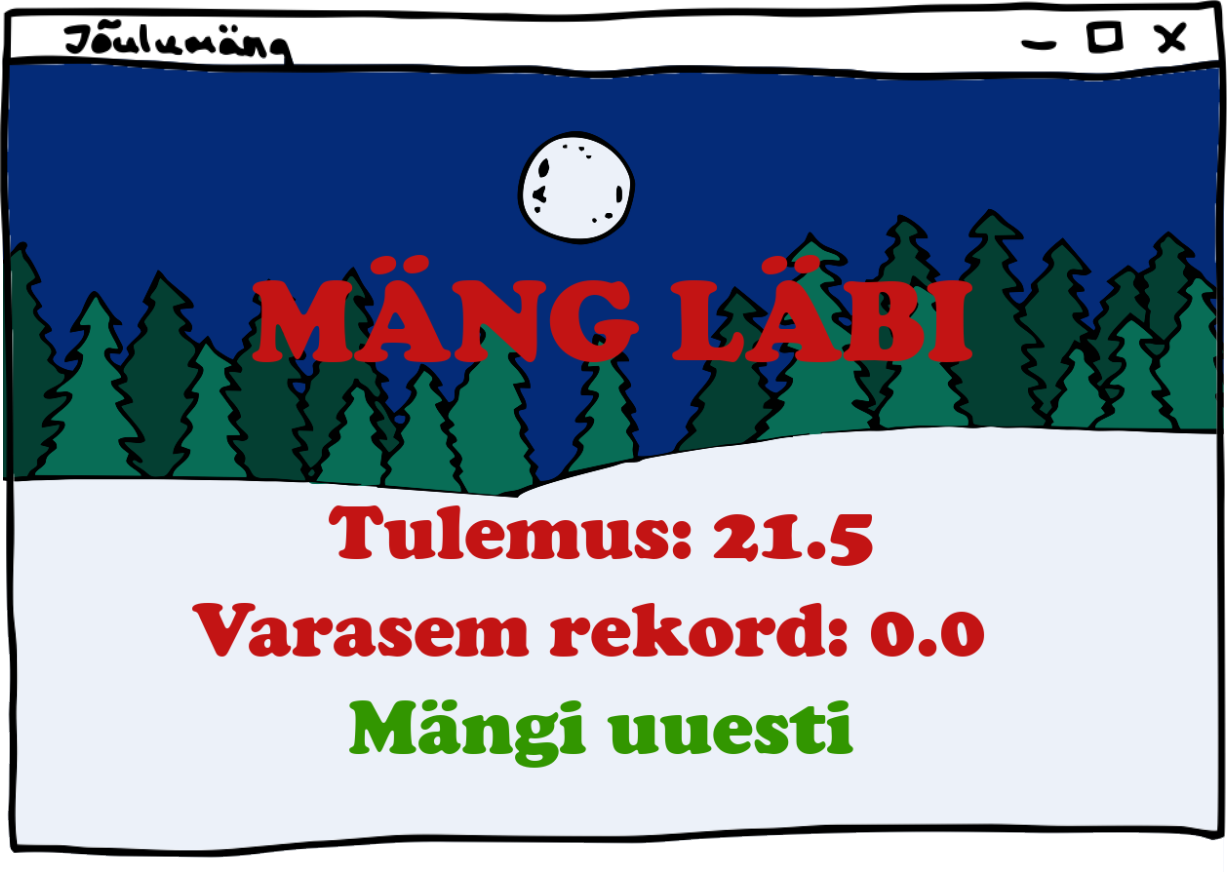 Jõulumäng
MÄNG LÄBI
Tulemus: 21.5
Varasem rekord: 0.0
Mängi uuesti